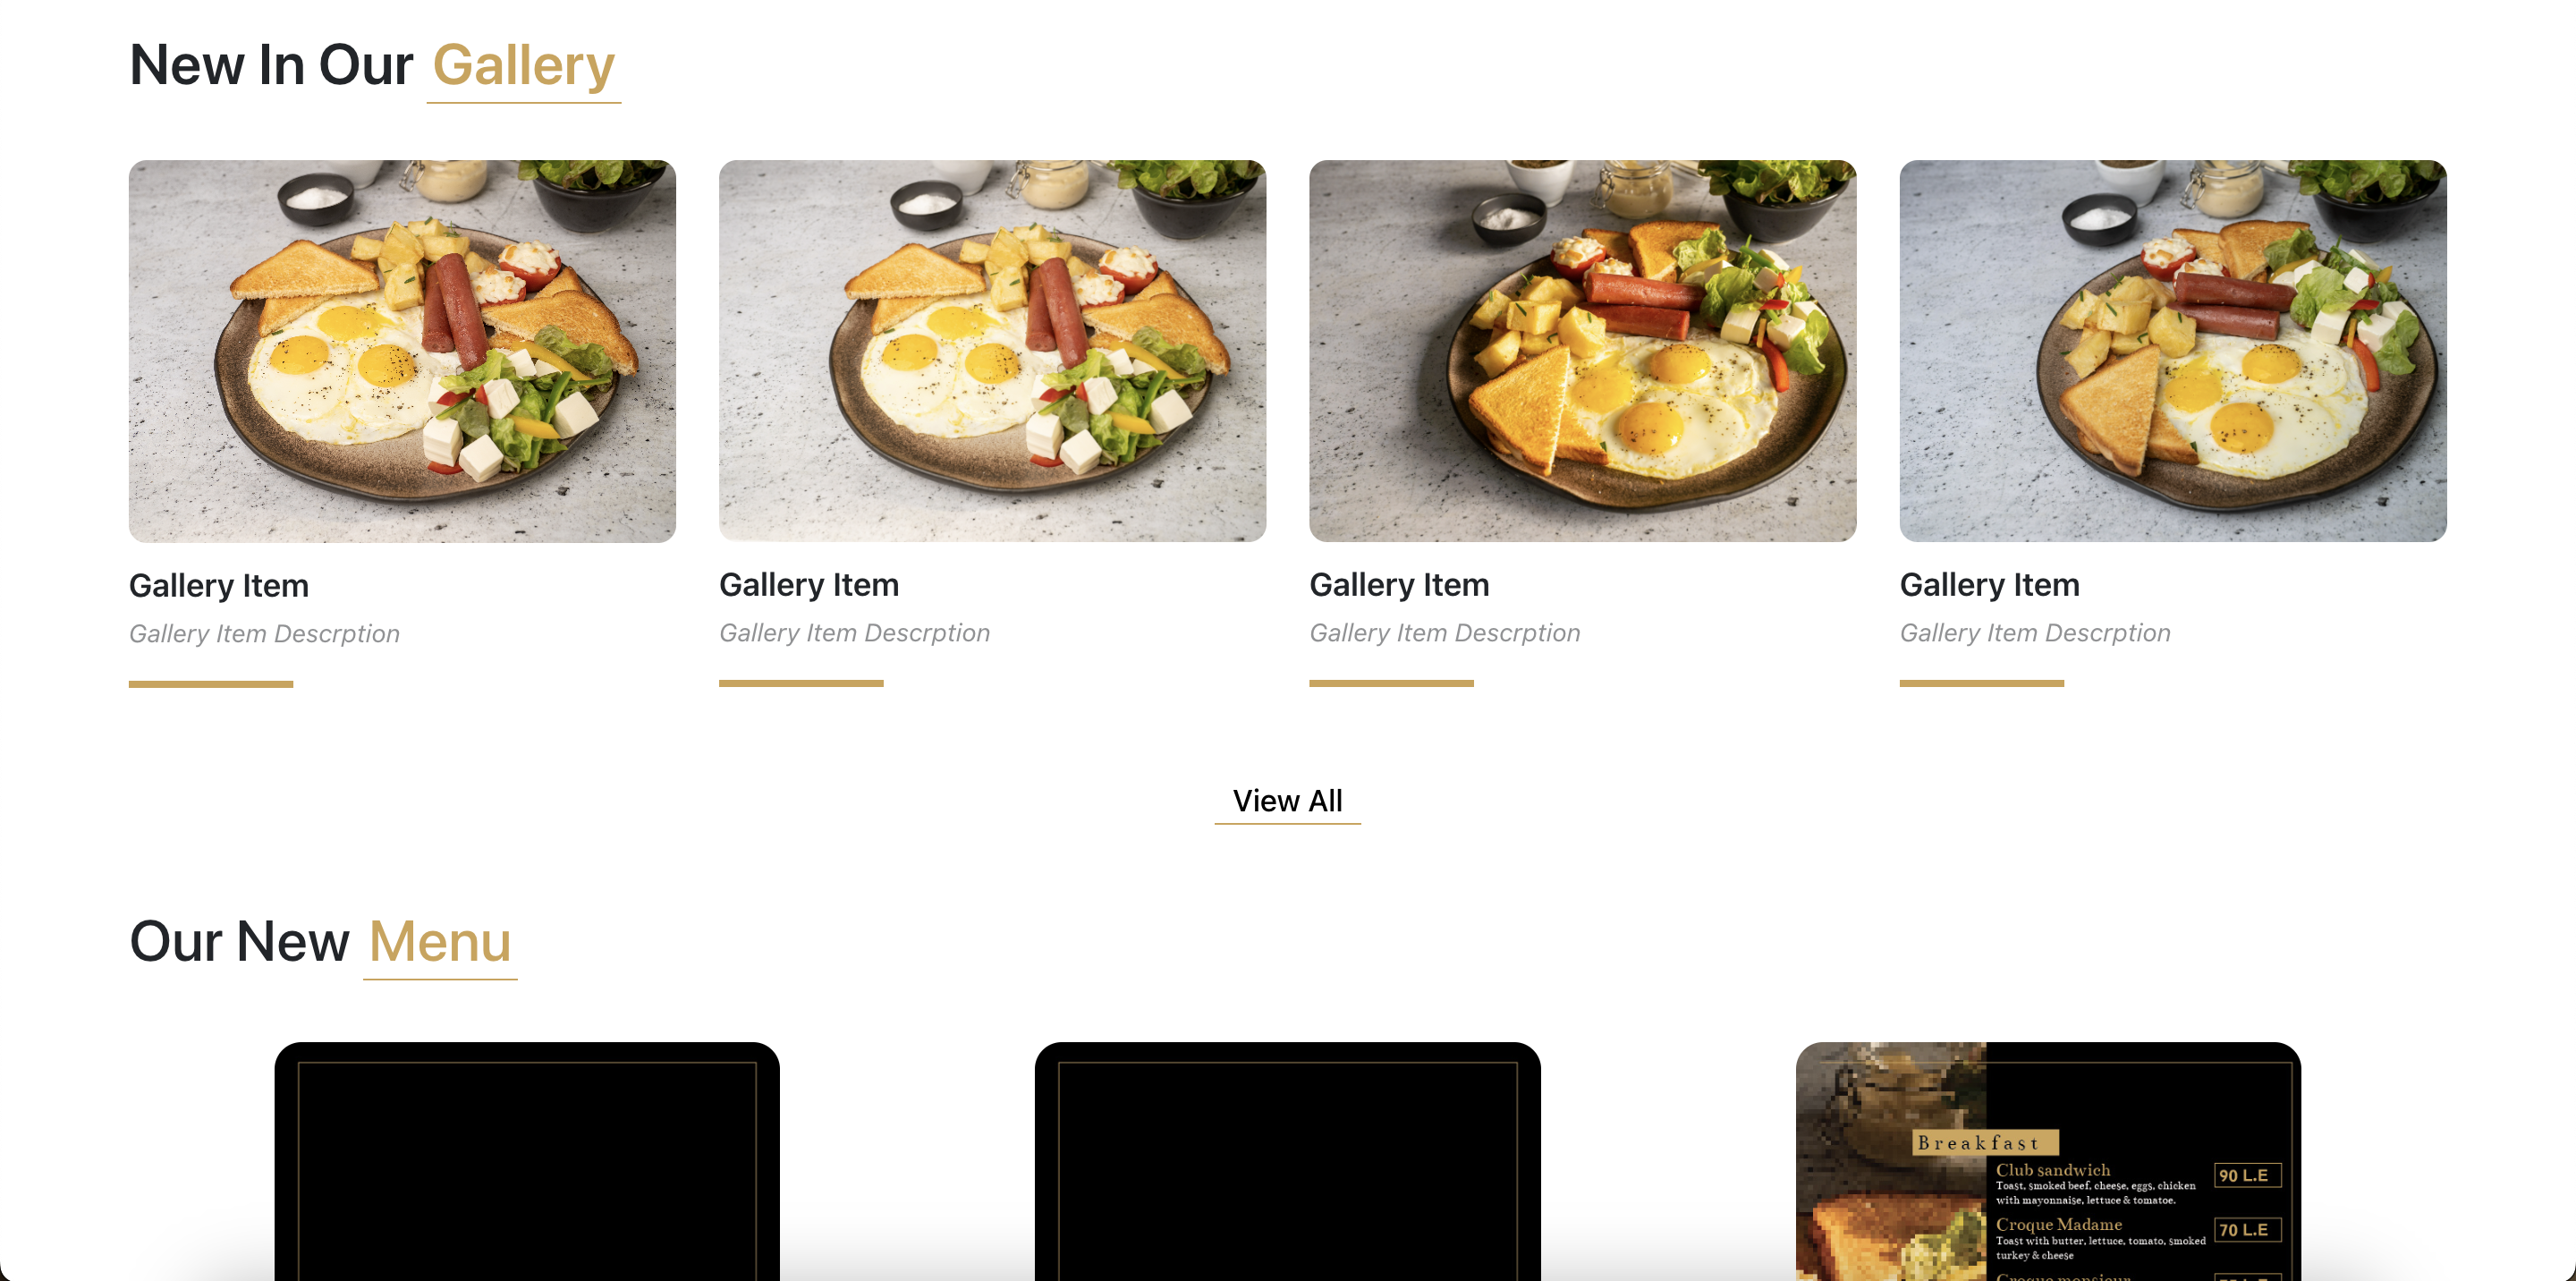 New In Our Gallery
Gallery Item
Gallery Item Descrption
Gallery Item
Gallery Item Descrption
Gallery Item
Gallery Item Descrption
Gallery Item
Gallery Item Descrption
View All
Our New Menu
Breakfast
Club sandwich
90 L.E
Toast, smoked beef, cheese, eggs, chicken
with mayonnaise, lettuce & tomatoe.
Croque Madame
70 L.E
Toast with butter, lettuce, tomato, smoked
turkey & cheese